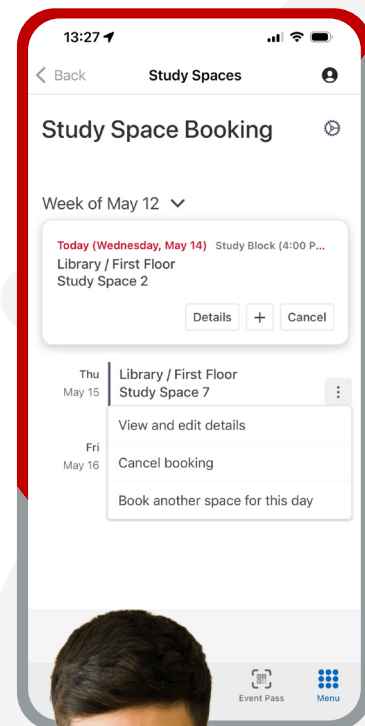 13:27
Back
Study Spaces
Study Space Booking
Week of May 12
Today (Wednesday, May 14) Study Block (4:00 P...
Library / First Floor
Study Space 2
Details + Cancel
Thu Library / First Floor
May 15 Study Space 7
View and edit details
Fri
May 16 Cancel booking
Book another space for this day
Event Pass Menu